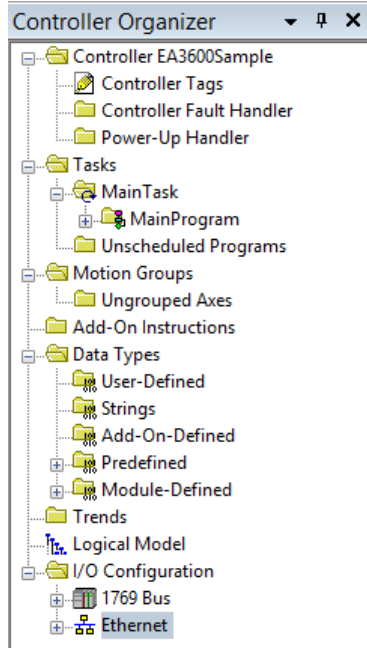 Controller Organizer
Controller EA3600Sample
Controller Tags
Controller Fault Handler
Power-Up Handler
Tasks
MainTask
MainProgram
Unscheduled Programs
Motion Groups
Ungrouped Axes
Add-On Instructions
Data Types
User-Defined
Strings
Add-On-Defined
Predefined
Module-Defined
Trends
Logical Model
I/O Configuration
1769 Bus
Ethernet